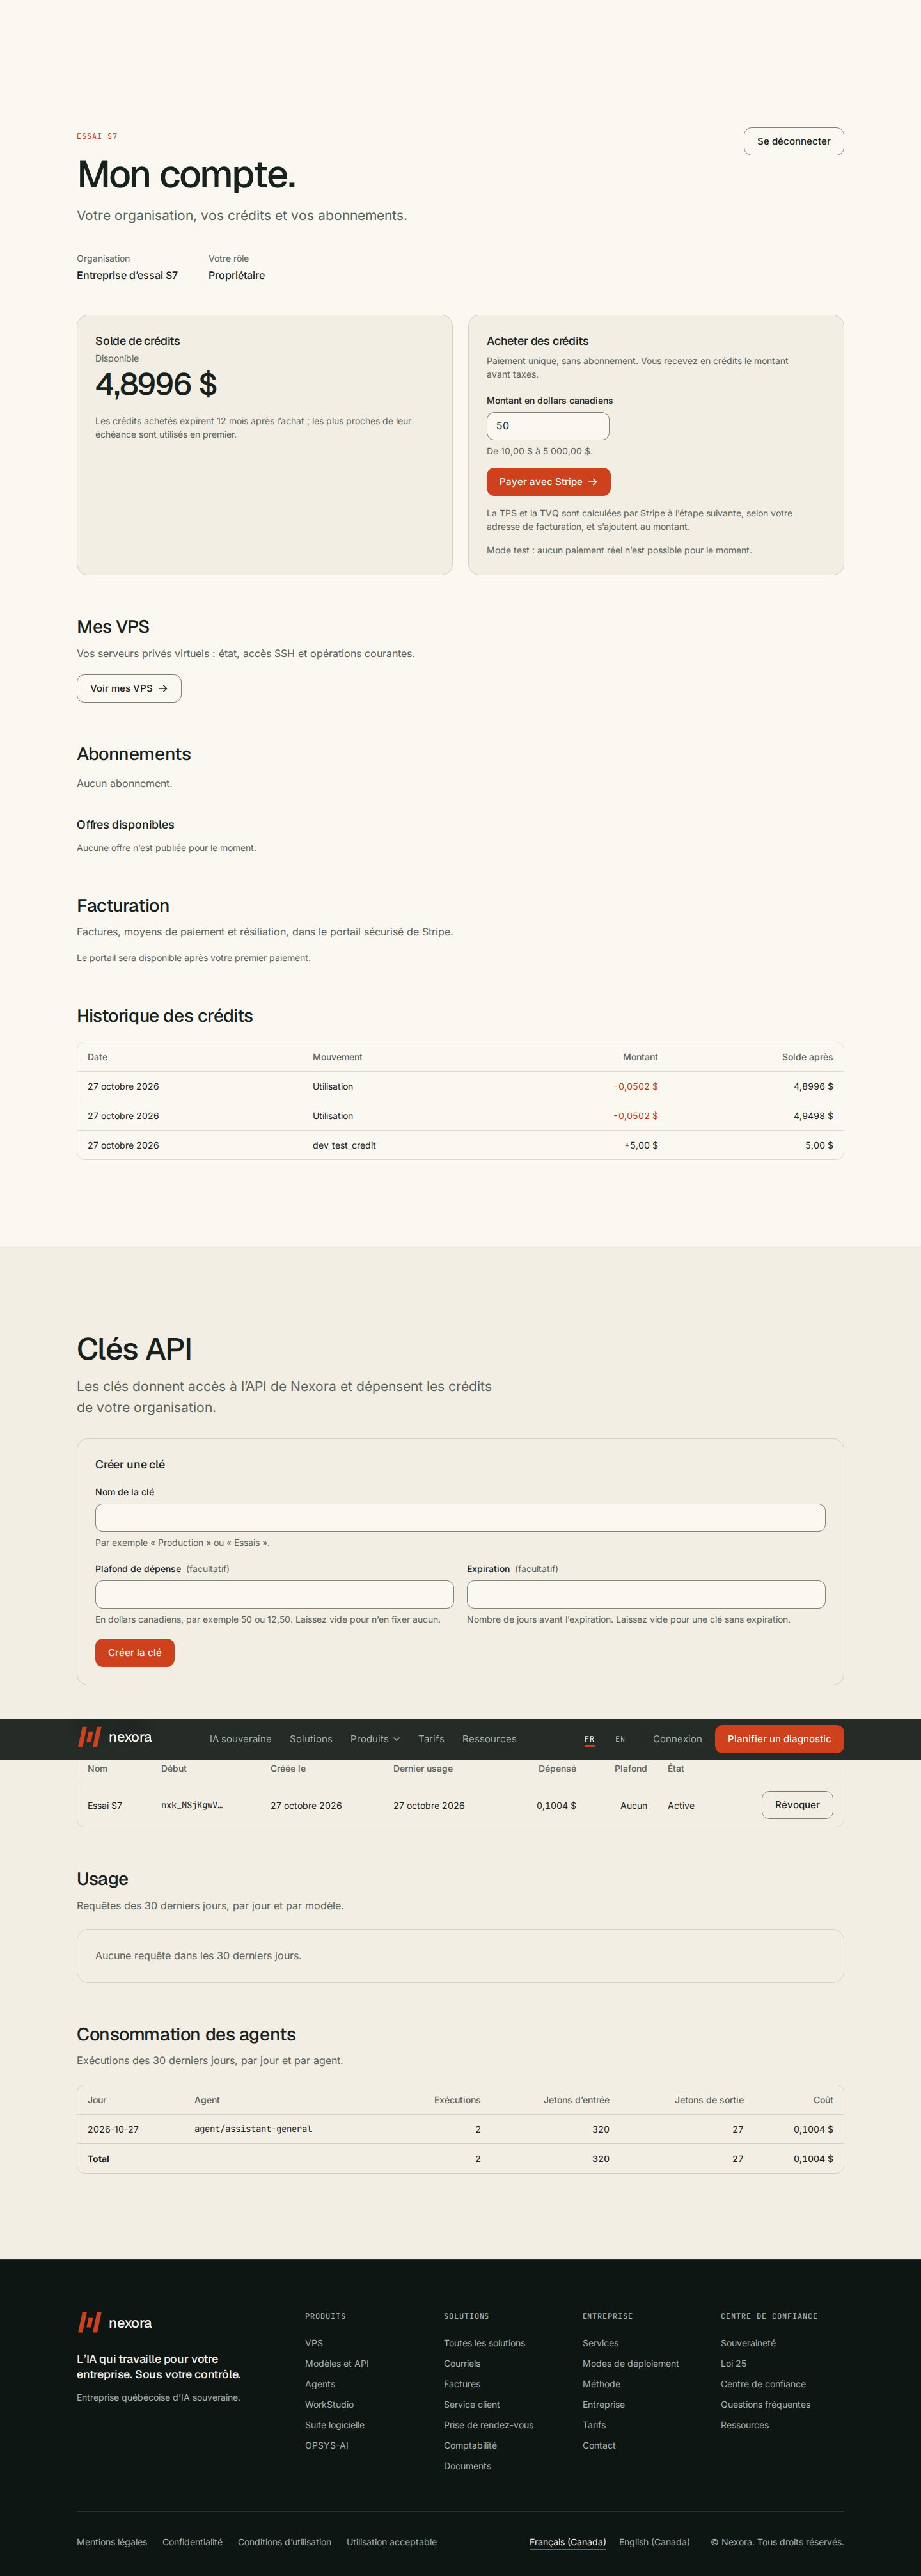 ESSAI S7
Se déconnecter
Mon compte.
Votre organisation, vos crédits et vos abonnements.
Organisation
Votre rôle
Entreprise d’essai S7
Propriétaire
Solde de crédits
Disponible
4,8996 $
Les crédits achetés expirent 12 mois après l’achat ; les plus proches de leur
échéance sont utilisés en premier.
Acheter des crédits
Paiement unique, sans abonnement. Vous recevez en crédits le montant
avant taxes.
Montant en dollars canadiens
50
De 10,00 $ à 5 000,00 $.
Payer avec Stripe →
La TPS et la TVQ sont calculées par Stripe à l’étape suivante, selon votre
adresse de facturation, et s’ajoutent au montant.
Mode test : aucun paiement réel n’est possible pour le moment.
Mes VPS
Vos serveurs privés virtuels : état, accès SSH et opérations courantes.
Voir mes VPS →
Abonnements
Aucun abonnement.
Offres disponibles
Aucune offre n’est publiée pour le moment.
Facturation
Factures, moyens de paiement et résiliation, dans le portail sécurisé de Stripe.
Le portail sera disponible après votre premier paiement.
Historique des crédits
Date Mouvement Montant Solde après
27 octobre 2026 Utilisation -0,0502 $ 4,8996 $
27 octobre 2026 Utilisation -0,0502 $ 4,9498 $
27 octobre 2026 dev_test_credit +5,00 $ 5,00 $
Clés API
Les clés donnent accès à l’API de Nexora et dépensent les crédits
de votre organisation.
Créer une clé
Nom de la clé
Par exemple « Production » ou « Essais ».
Plafond de dépense (facultatif)
Expiration (facultatif)
En dollars canadiens, par exemple 50 ou 12,50. Laissez vide pour n’en fixer aucun.
Nombre de jours avant l’expiration. Laissez vide pour une clé sans expiration.
Créer la clé
nexora IA souveraine Solutions Produits Tarifs Ressources FR EN Connexion Planifier un diagnostic
Nom Début Créée le Dernier usage Dépensé Plafond État
Essai S7 nxk_MSjKgwV… 27 octobre 2026 27 octobre 2026 0,1004 $ Aucun Active Révoquer
Usage
Requêtes des 30 derniers jours, par jour et par modèle.
Aucune requête dans les 30 derniers jours.
Consommation des agents
Exécutions des 30 derniers jours, par jour et par agent.
Jour Agent Exécutions Jetons d’entrée Jetons de sortie Coût
2026-10-27 agent/assistant-general 2 320 27 0,1004 $
Total 2 320 27 0,1004 $
nexora
L’IA qui travaille pour votre
entreprise. Sous votre contrôle.
Entreprise québécoise d’IA souveraine.
PRODUITS
VPS
Modèles et API
Agents
WorkStudio
Suite logicielle
OPSYS-AI
SOLUTIONS
Toutes les solutions
Courriels
Factures
Service client
Prise de rendez-vous
Comptabilité
Documents
ENTREPRISE
Services
Modes de déploiement
Méthode
Entreprise
Tarifs
Contact
CENTRE DE CONFIANCE
Souveraineté
Loi 25
Centre de confiance
Questions fréquentes
Ressources
Mentions légales Confidentialité Conditions d’utilisation Utilisation acceptable Français (Canada) English (Canada) © Nexora. Tous droits réservés.